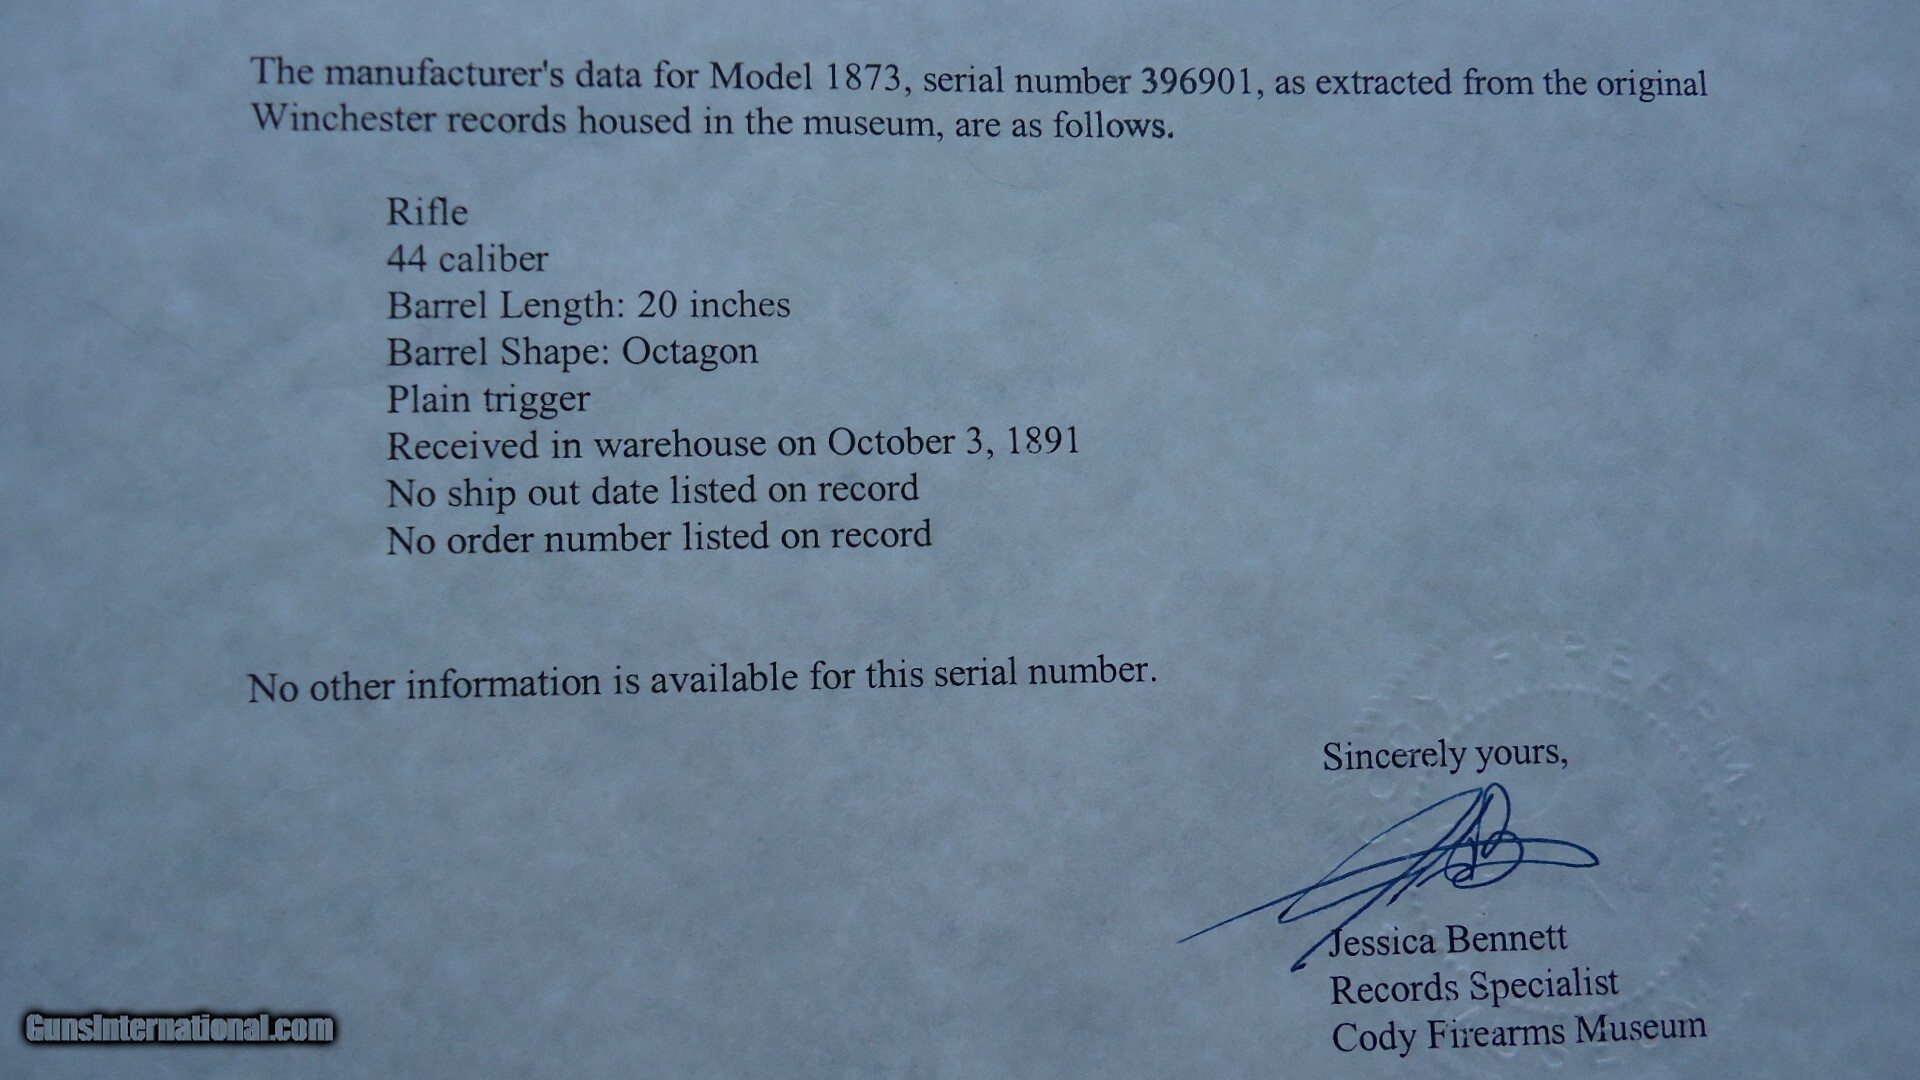 The manufacturer's data for Model 1873, serial number 396901, as extracted from the original
Winchester records housed in the museum, are as follows.
Rifle
44 caliber
Barrel Length: 20 inches
Barrel Shape: Octagon
Plain trigger
Received in warehouse on October 3, 1891
No ship out date listed on record
No order number listed on record
No other information is available for this serial number.
Sincerely yours,
Jessica Bennett
Records Specialist
Cody Firearms Museum
GunsInternational.com